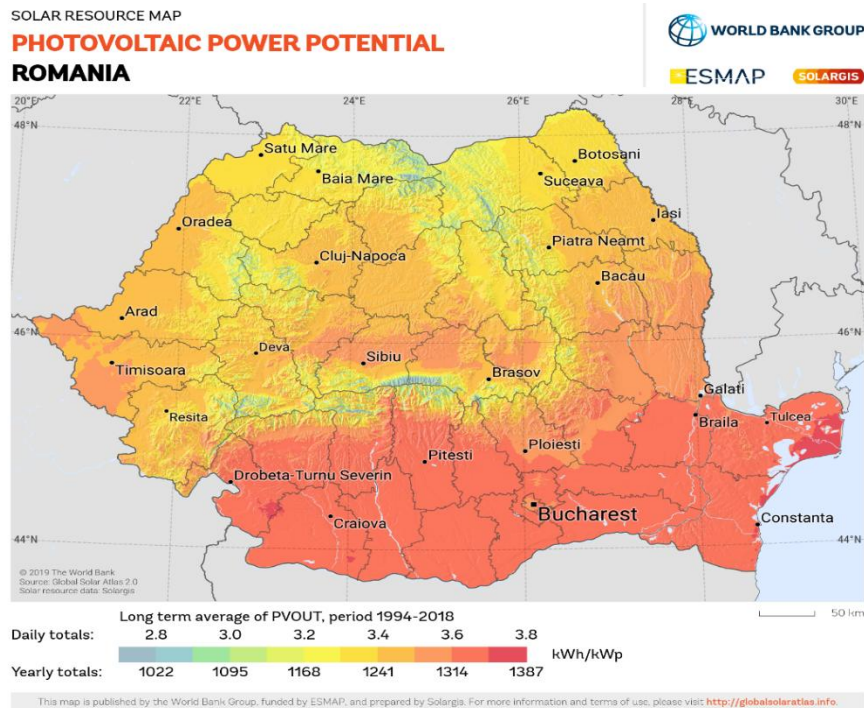 SOLAR RESOURCE MAP
PHOTOVOLTAIC POWER POTENTIAL
ROMANIA
WORLD BANK GROUP
ESMAP
SOLARGIS
20°E 22°E 24°E 26°E 28°E 30°E
48°N 48°N
Satu Mare
Botosani
Baia Mare
Suceava
Oradea
Iasi
Piatra Neamt
Cluj-Napoca
Bacau
Arad
46°N 46°N
Deva
Sibiu
Timisoara
Brasov
Galati
Resita
Braila
Tulcea
Ploiesti
Pitesti
Drobeta-Turnu Severin
Bucharest
Craiova
Constanta
44°N 44°N
© 2019 The World Bank
Source: Global Solar Atlas 2.0
Solar resource data: Solargis
50 km
Long term average of PVOUT, period 1994-2018
Daily totals: 2.8 3.0 3.2 3.4 3.6 3.8
kWh/kWp
Yearly totals: 1022 1095 1168 1241 1314 1387
This map is published by the World Bank Group, funded by ESMAP, and prepared by Solargis. For more information and terms of use, please visit http://globalsolaratlas.info.